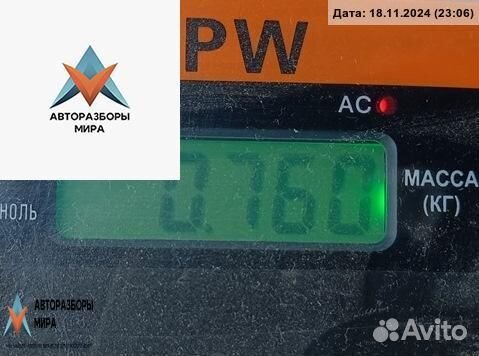 Дата: 18.11.2024 (23:06)
PW
АВТОРАЗБОРЫ
МИРА
AC
0.760
МАССА
(КГ)
НОЛЬ
АВТОРАЗБОРЫ
МИРА
Avito